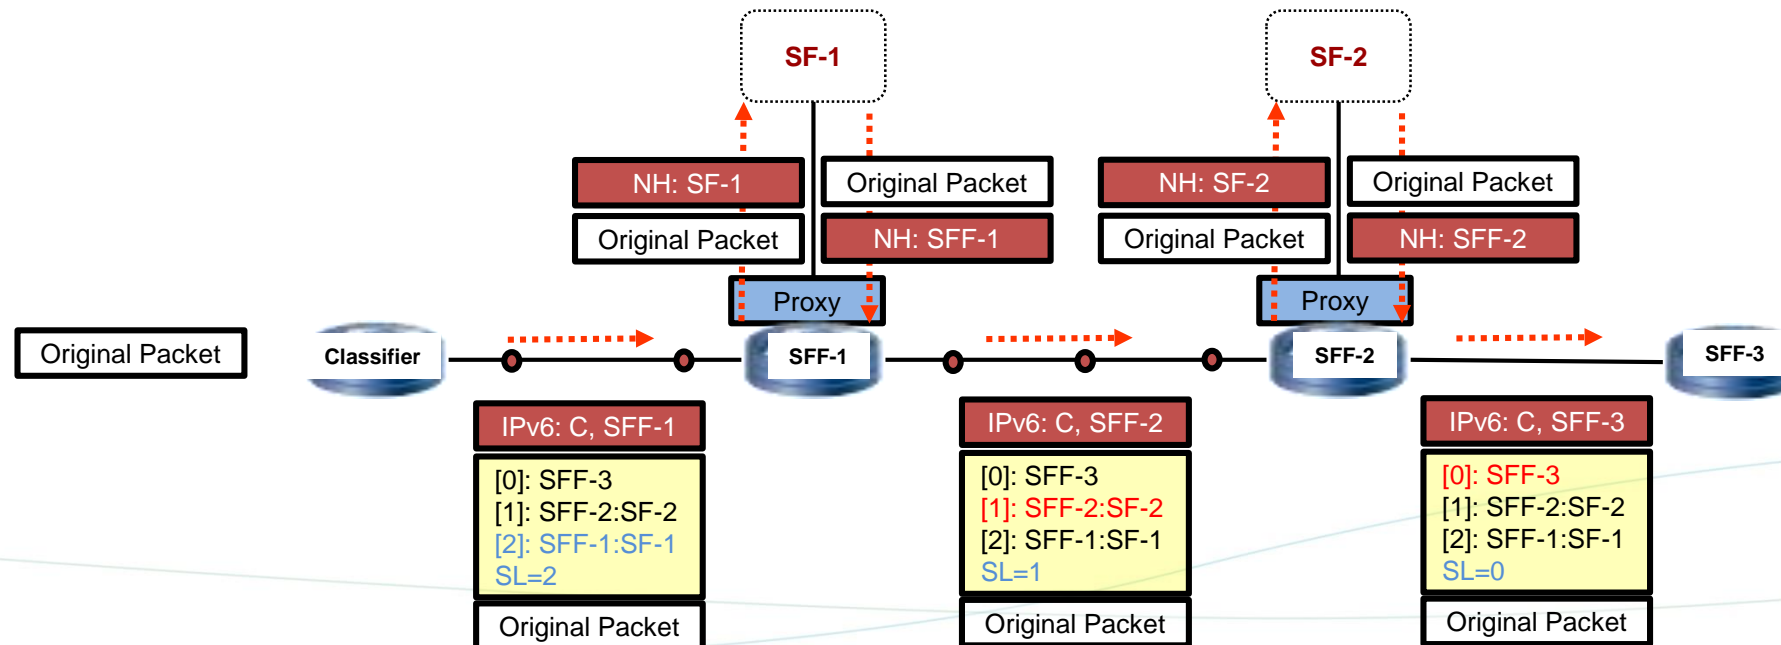 SF-1
SF-2
NH: SF-1
Original Packet
NH: SF-2
Original Packet
Original Packet
NH: SFF-1
Original Packet
NH: SFF-2
Proxy
Proxy
Original Packet
Classifier
SFF-1
SFF-2
SFF-3
IPv6: C, SFF-1
[0]: SFF-3
[1]: SFF-2:SF-2
[2]: SFF-1:SF-1
SL=2
Original Packet
IPv6: C, SFF-2
[0]: SFF-3
[1]: SFF-2:SF-2
[2]: SFF-1:SF-1
SL=1
Original Packet
IPv6: C, SFF-3
[0]: SFF-3
[1]: SFF-2:SF-2
[2]: SFF-1:SF-1
SL=0
Original Packet